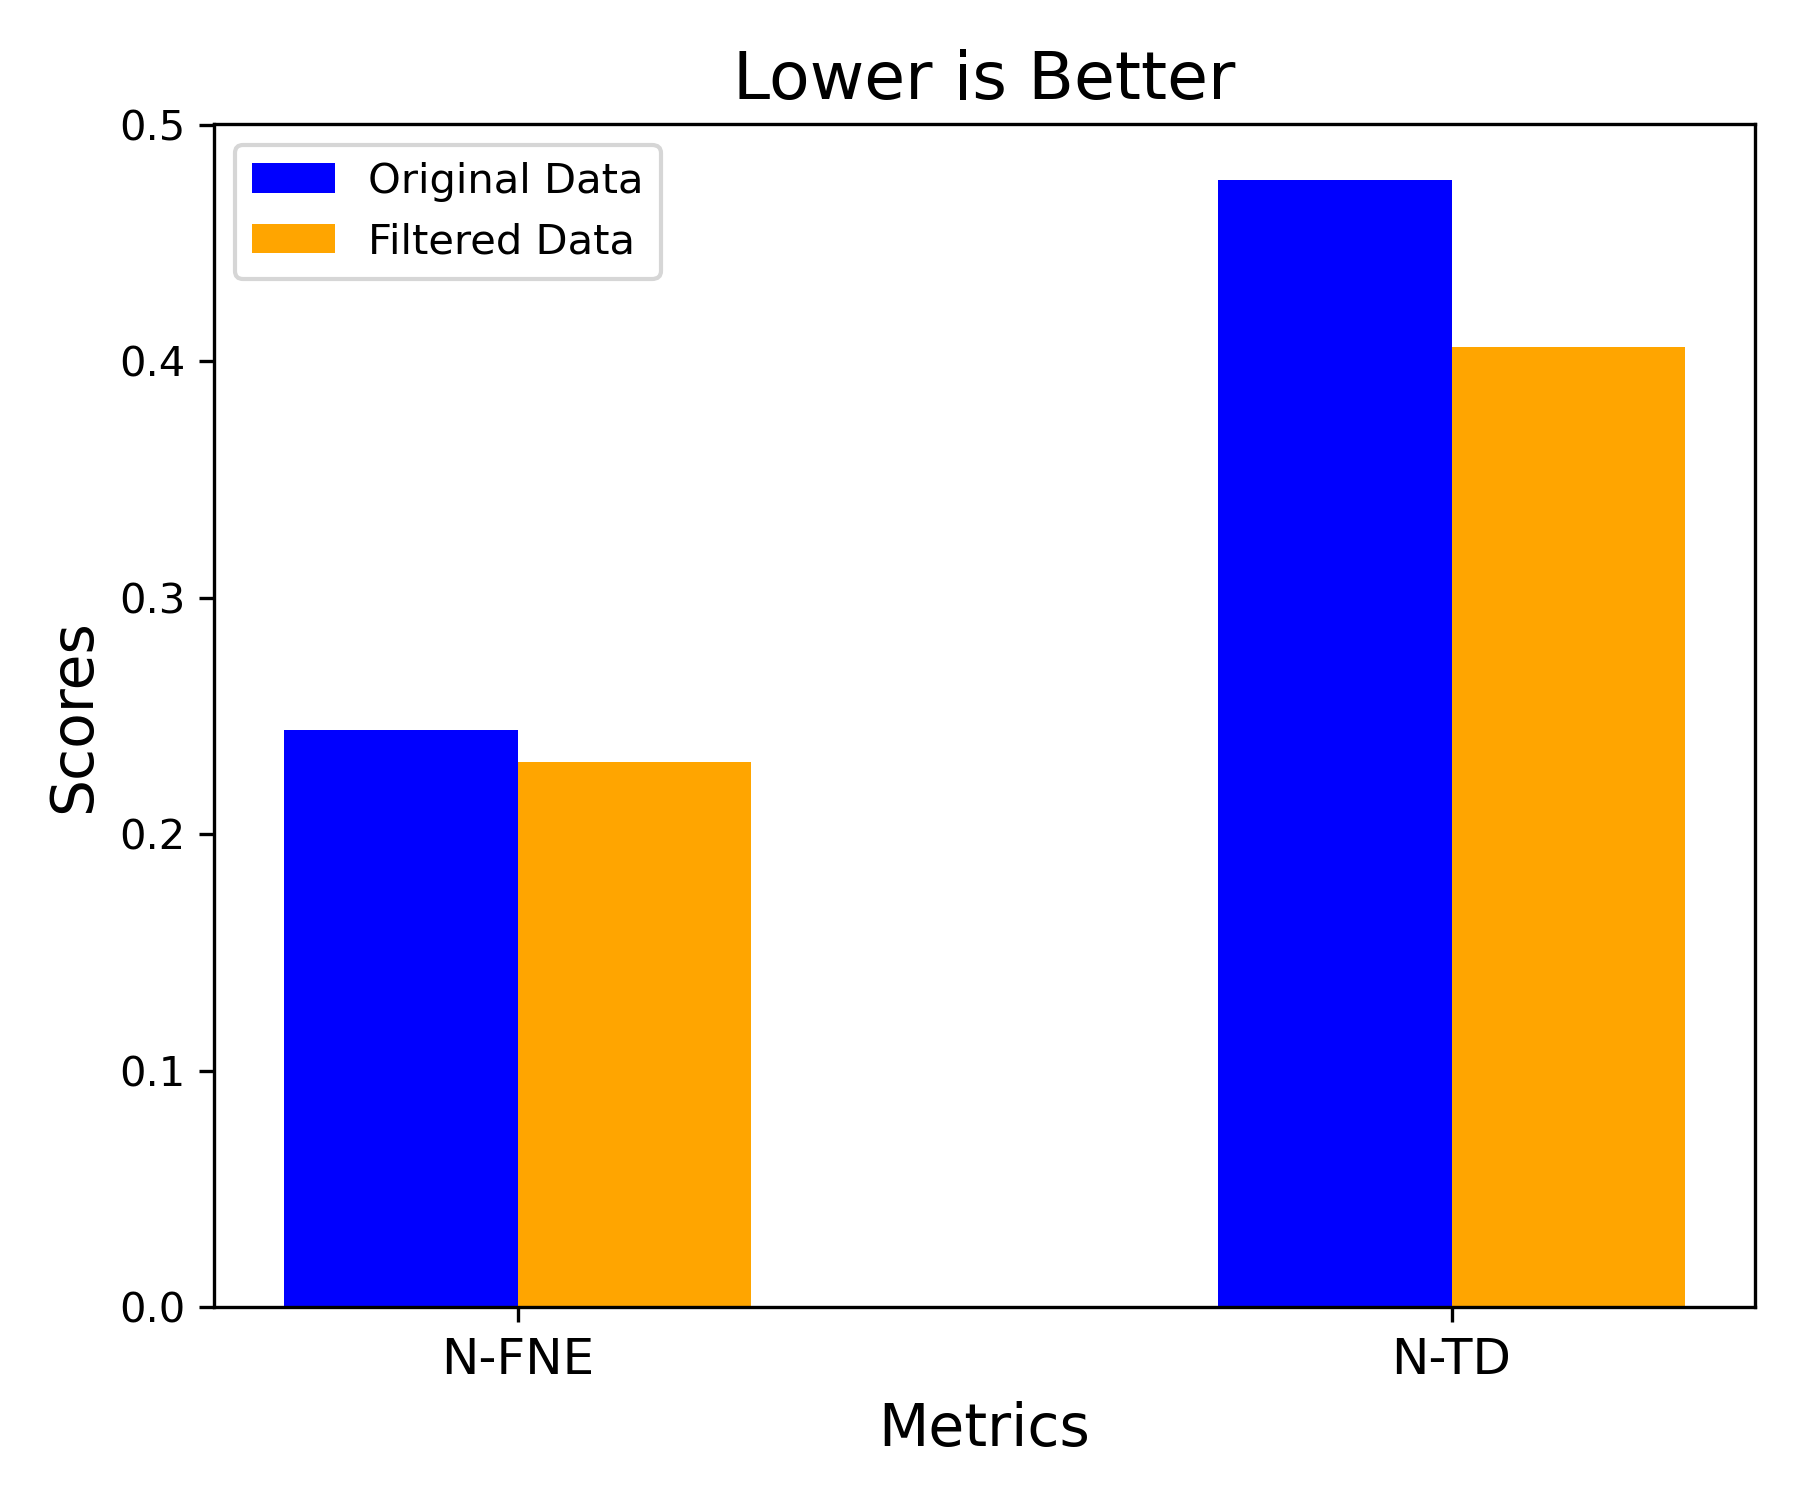 Lower is Better
0.5
Original Data
Filtered Data
0.4
0.3
0.2
0.1
0.0
Scores
N-FNE
N-TD
Metrics